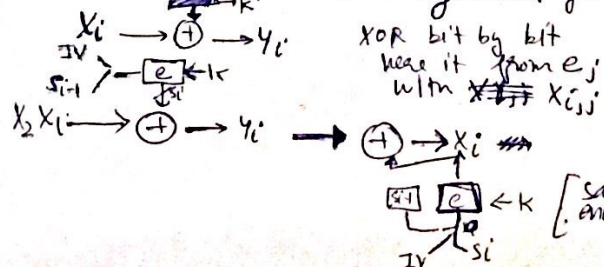 k
Xi → ⊕ → yi
XOR bit by bit
IV
Si-1
e ← k
Si
here it from ej
with Xi,j
X2 Xi → ⊕ → yi → ⊕ → Xi
Si-1
e ← k
IV
Si